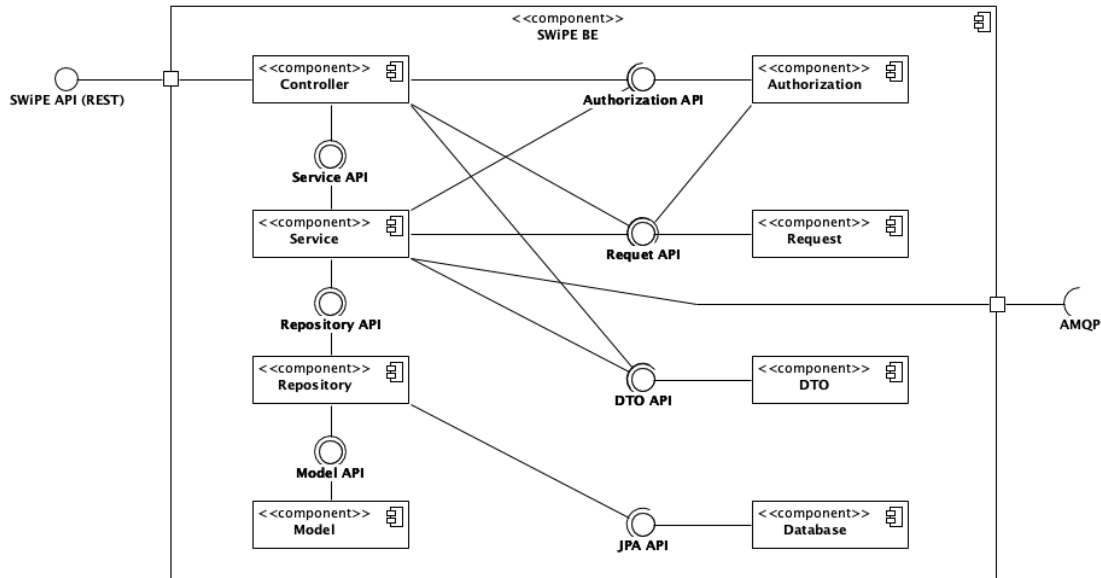 <<component>>
SWiPE BE
<<component>>
Controller
<<component>>
Authorization
SWiPE API (REST)
Authorization API
Service API
<<component>>
Service
<<component>>
Request
Requet API
Repository API
AMQP
<<component>>
Repository
<<component>>
DTO
DTO API
Model API
<<component>>
Model
<<component>>
Database
JPA API